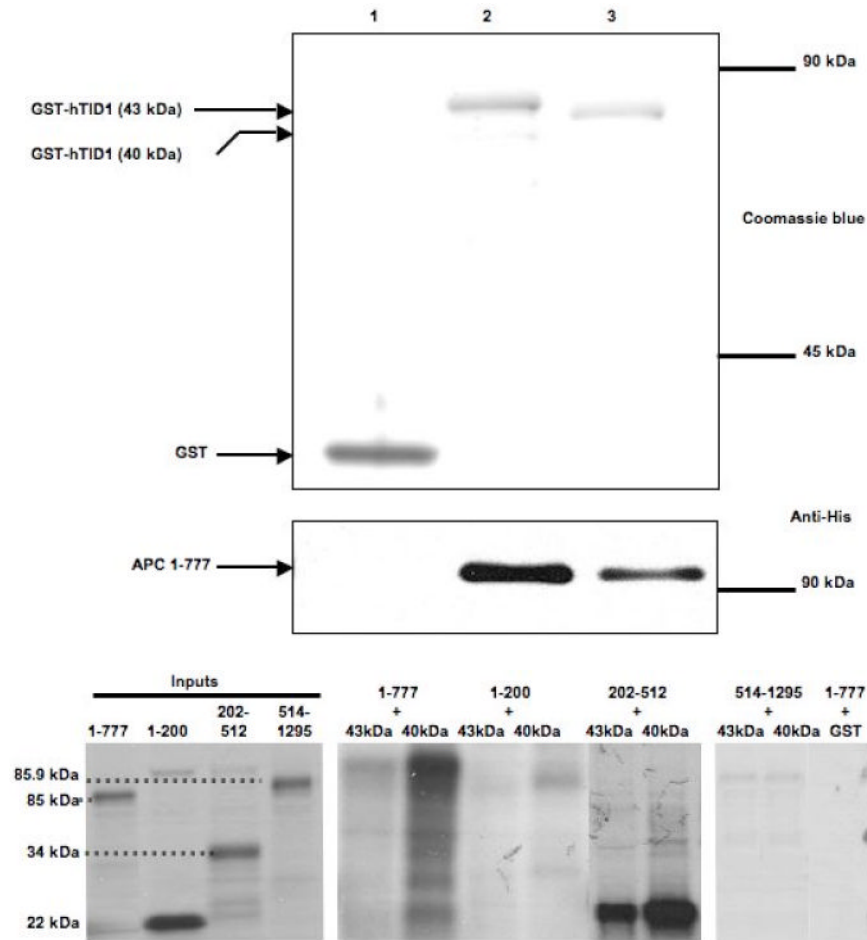 1 2 3
90 kDa
GST-hTID1 (43 kDa)
GST-hTID1 (40 kDa)
Coomassie blue
45 kDa
GST
Anti-His
APC 1-777
90 kDa
Inputs
1-777 1-200 202-512 514-1295
1-777 + 43kDa 40kDa
1-200 + 43kDa 40kDa
202-512 + 43kDa 40kDa
514-1295 + 43kDa 40kDa
1-777 + GST
85.9 kDa
85 kDa
34 kDa
22 kDa